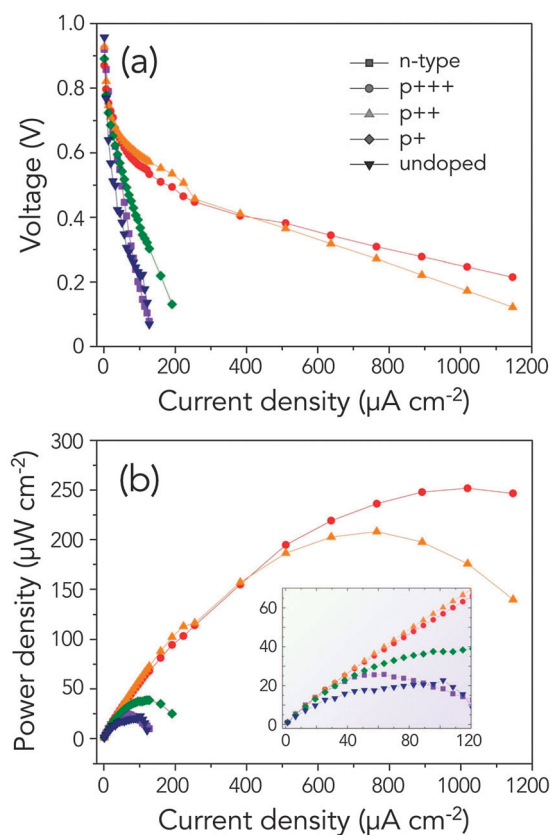 (a)
Voltage (V)
1.0
0.8
0.6
0.4
0.2
0.0
n-type
p+++
p++
p+
undoped
0 200 400 600 800 1000 1200
Current density (µA cm-2)
(b)
Power density (µW cm-2)
300
250
200
150
100
50
0
60
40
20
0
0 40 80 120
0 200 400 600 800 1000 1200
Current density (µA cm-2)